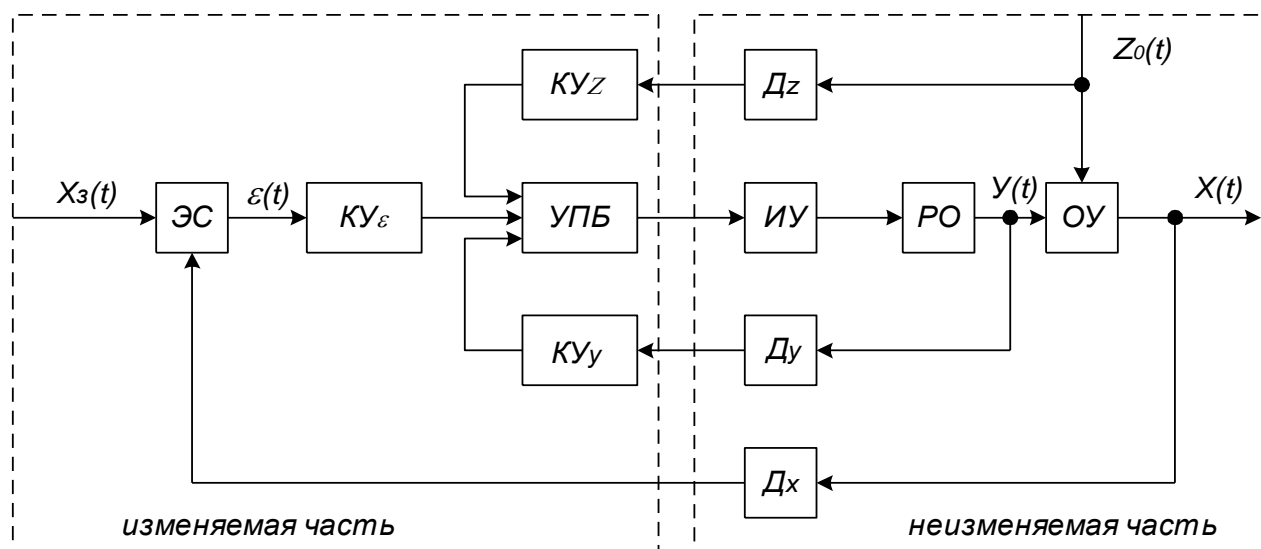 Z0(t)
КУZ
Дz
Xз(t)
ЭС
ε(t)
КУε
УПБ
ИУ
РО
У(t)
ОУ
X(t)
КУу
Ду
Дх
изменяемая часть
неизменяемая часть